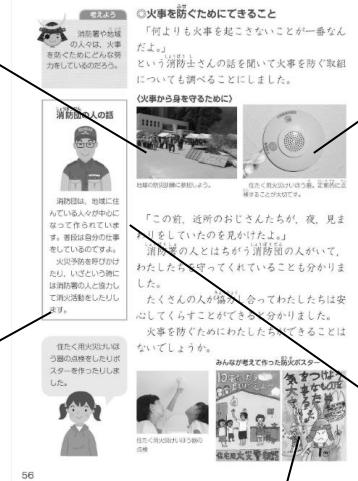 考えよう
消防署や地域
の人々は、火事
を防ぐためにどんな努
力をしているのだろう。
◎火事を防ぐためにできること
「何よりも火事を起こさないことが一番なん
だよ。」
という消防士さんの話を聞いて火事を防ぐ取組
についても調べることにしました。
〈火事から身を守るために〉
地域の防災訓練に参加しよう。
住たく用火災けいほう器。定期的に点
検することが大切です。
消防団の人の話
消防団は、地域に住
んでいる人々が中心に
なって作られていま
す。普段は自分の仕事
をしているのですよ。
火災予防を呼びかけ
たり、いざという時に
は消防署の人と協力し
て消火活動をしたりし
ます。
「この前、近所のおじさんたちが、夜、見ま
わりをしていたのを見かけたよ。」
消防署の人とはちがう消防団の人がいて、
わたしたちを守ってくれていることも分かりま
した。
たくさんの人が協力し合ってわたしたちは安
心してくらすことができると分かりました。
火事を防ぐためにわたしたちができることは
ないでしょうか。
住たく用火災けいほ
う器の点検をしたりポ
スターを作ったりしま
した。
住たく用火災けいほう器の
点検
みんなが考えて作った防火ポスター
56